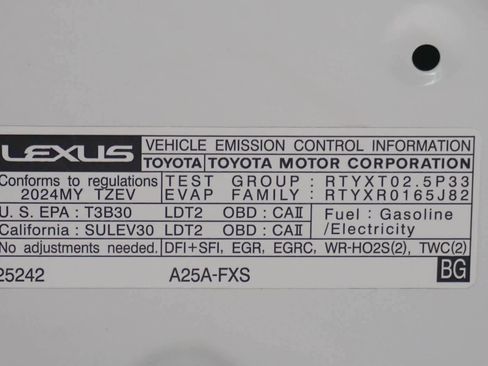 LEXUS VEHICLE EMISSION CONTROL INFORMATION
TOYOTA TOYOTA MOTOR CORPORATION
Conforms to regulations TEST GROUP : RTYXT02.5P33
2024MY TZEV EVAP FAMILY : RTYXR0165J82
U. S. EPA : T3B30 LDT2 OBD : CAⅡ Fuel : Gasoline
California : SULEV30 LDT2 OBD : CAⅡ /Electricity
No adjustments needed. DFI+SFI, EGR, EGRC, WR-HO2S(2), TWC(2)
25242 A25A-FXS BG